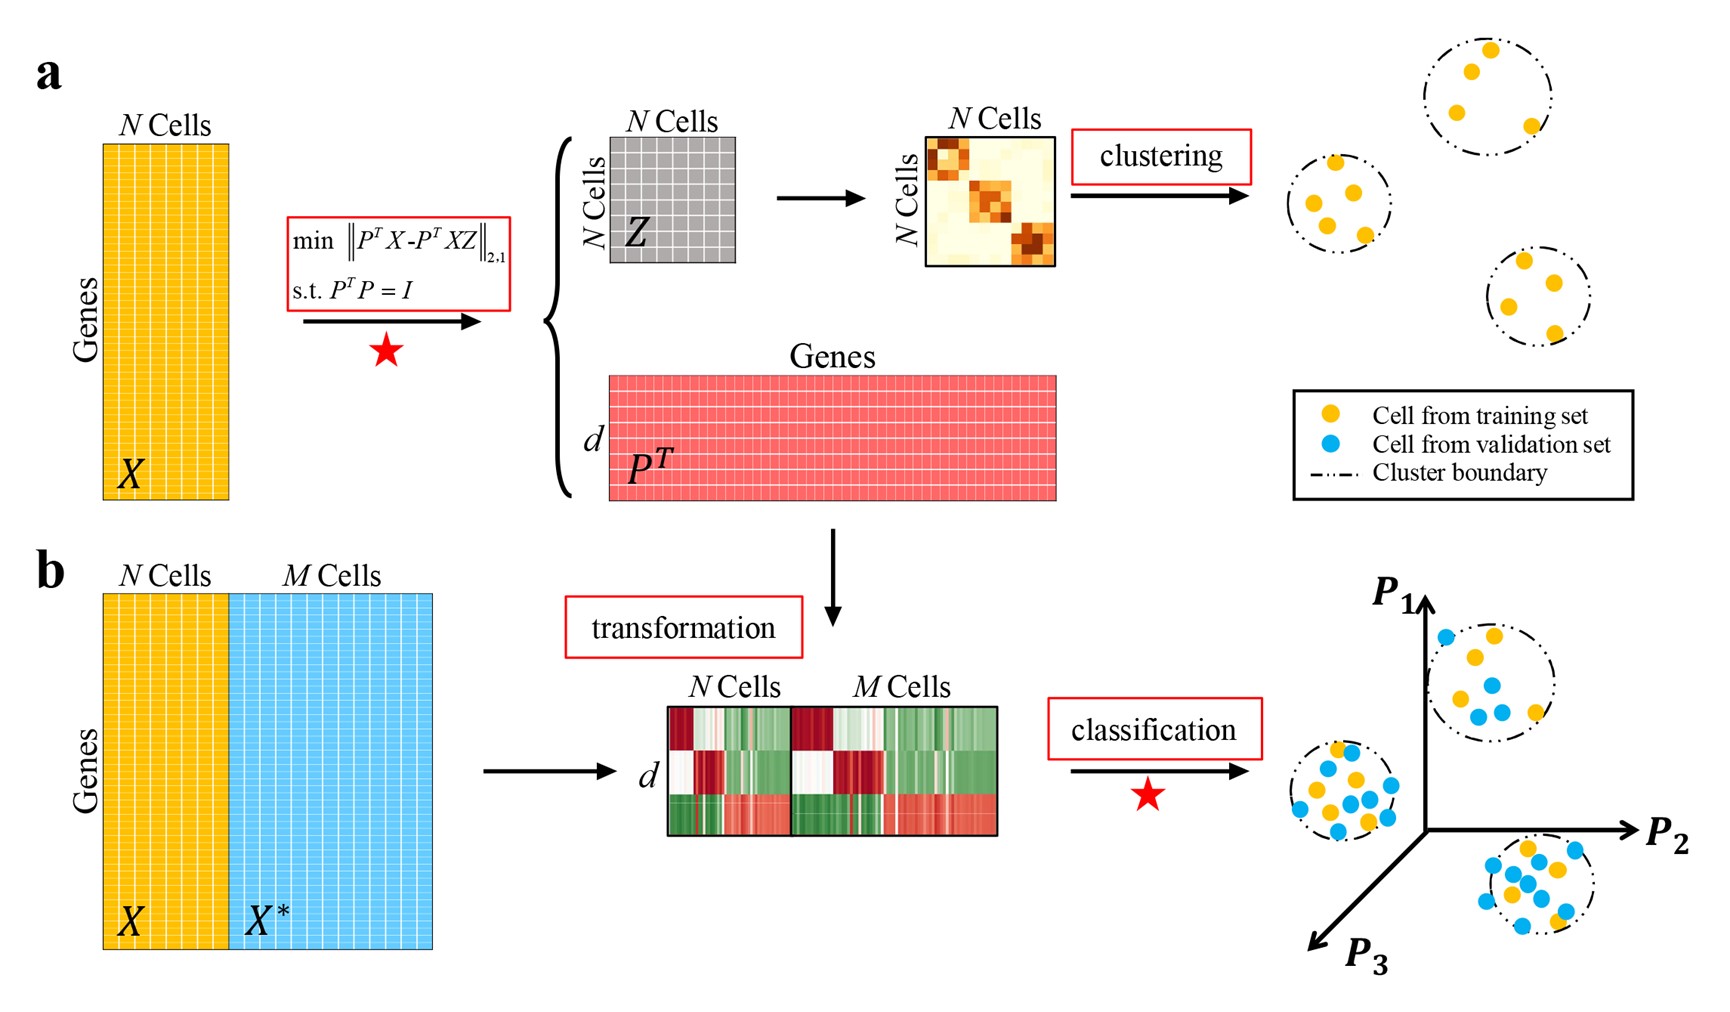 a
N Cells
Genes
X
min ‖P^T X-P^T XZ‖_{2,1}
s.t. P^T P = I
N Cells
N Cells
Z
N Cells
N Cells
clustering
Genes
d
P^T
Cell from training set
Cell from validation set
Cluster boundary
b
N Cells
M Cells
Genes
X
X*
transformation
N Cells
M Cells
d
classification
P_1
P_2
P_3